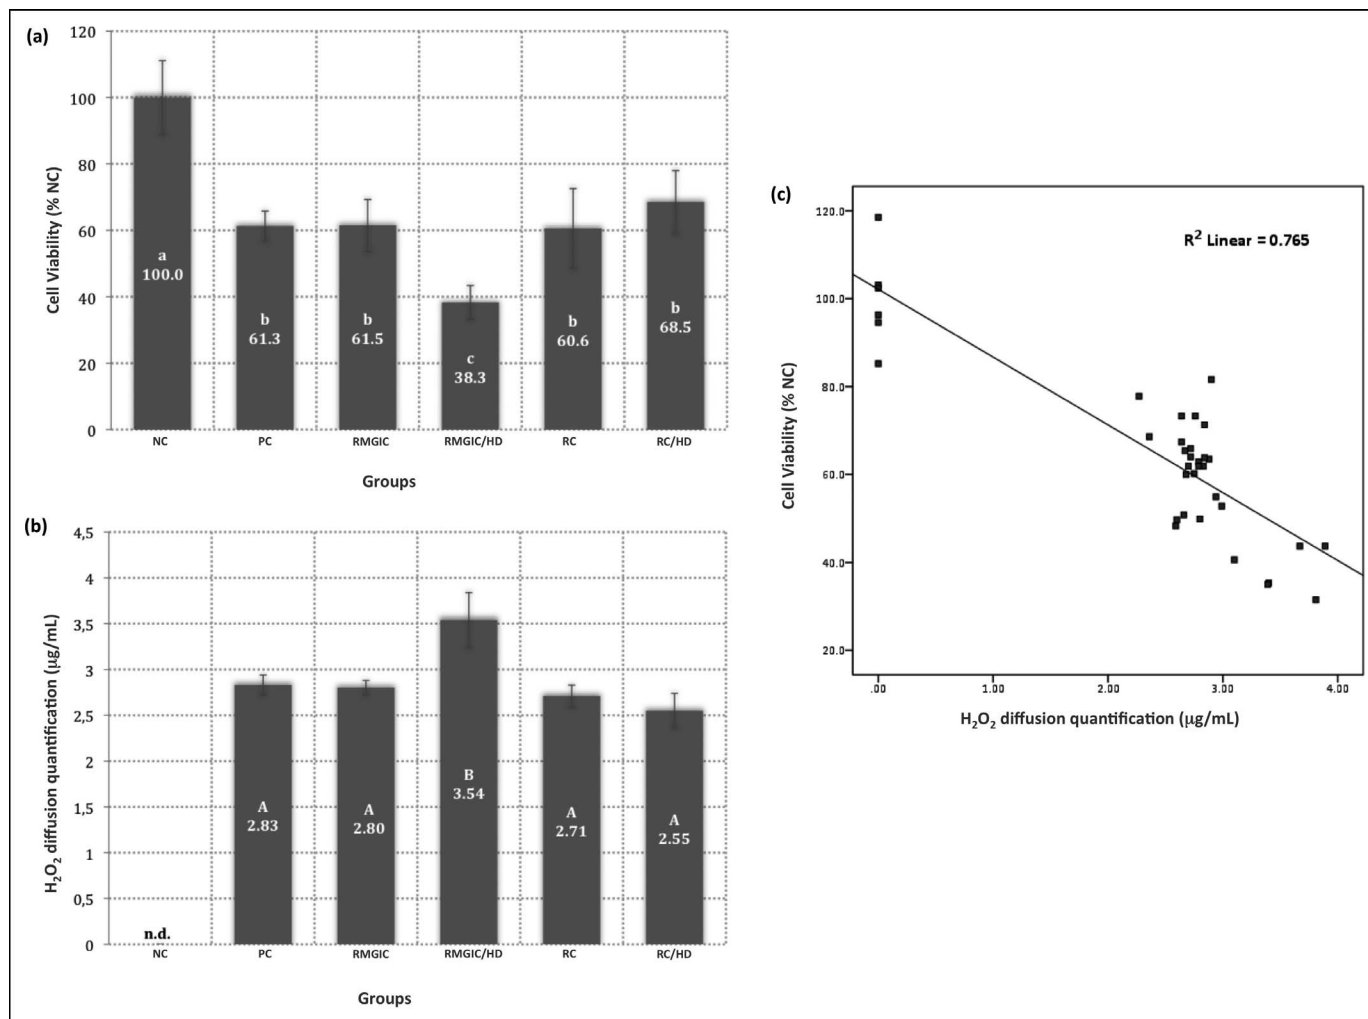 (a)
120
100
80
60
40
20
0
Cell Viability (% NC)
a
100.0
b
61.3
b
61.5
c
38.3
b
60.6
b
68.5
NC PC RMGIC RMGIC/HD RC RC/HD
Groups
(b)
4,5
4
3,5
3
2,5
2
1,5
1
0,5
0
H2O2 diffusion quantification (μg/mL)
n.d.
A
2.83
A
2.80
B
3.54
A
2.71
A
2.55
NC PC RMGIC RMGIC/HD RC RC/HD
Groups
(c)
120.0
100.0
80.0
60.0
40.0
20.0
Cell Viability (% NC)
R2 Linear = 0.765
.00 1.00 2.00 3.00 4.00
H2O2 diffusion quantification (μg/mL)